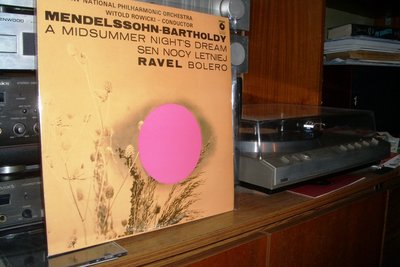 NATIONAL PHILHARMONIC ORCHESTRA
WITOLD ROWICKI - CONDUCTOR
MENDELSSOHN-BARTHOLDY
A MIDSUMMER NIGHT'S DREAM
SEN NOCY LETNIEJ
RAVEL BOLERO